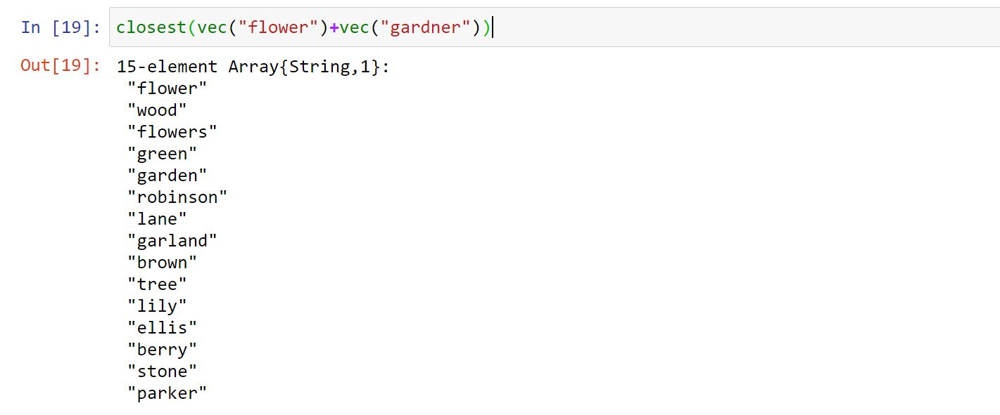 In [19]: closest(vec("flower")+vec("gardner"))
Out[19]: 15-element Array{String,1}:
"flower"
"wood"
"flowers"
"green"
"garden"
"robinson"
"lane"
"garland"
"brown"
"tree"
"lily"
"ellis"
"berry"
"stone"
"parker"